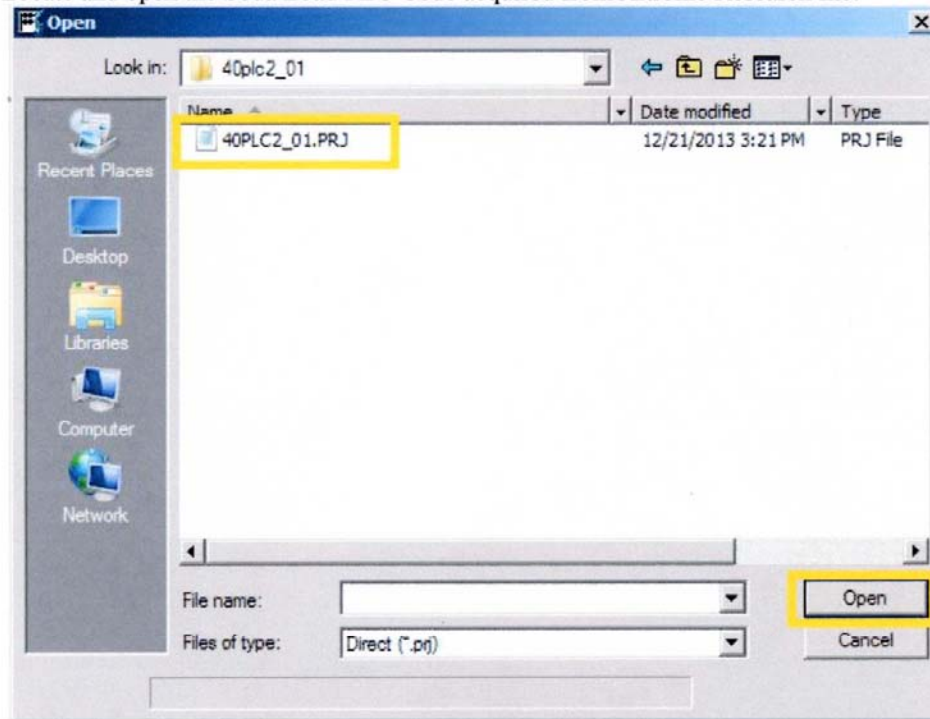 Open
Look in: 40plc2_01
Name Date modified Type
40PLC2_01.PRJ 12/21/2013 3:21 PM PRJ File
Recent Places
Desktop
Libraries
Computer
Network
File name: Open
Files of type: Direct (*.prj) Cancel